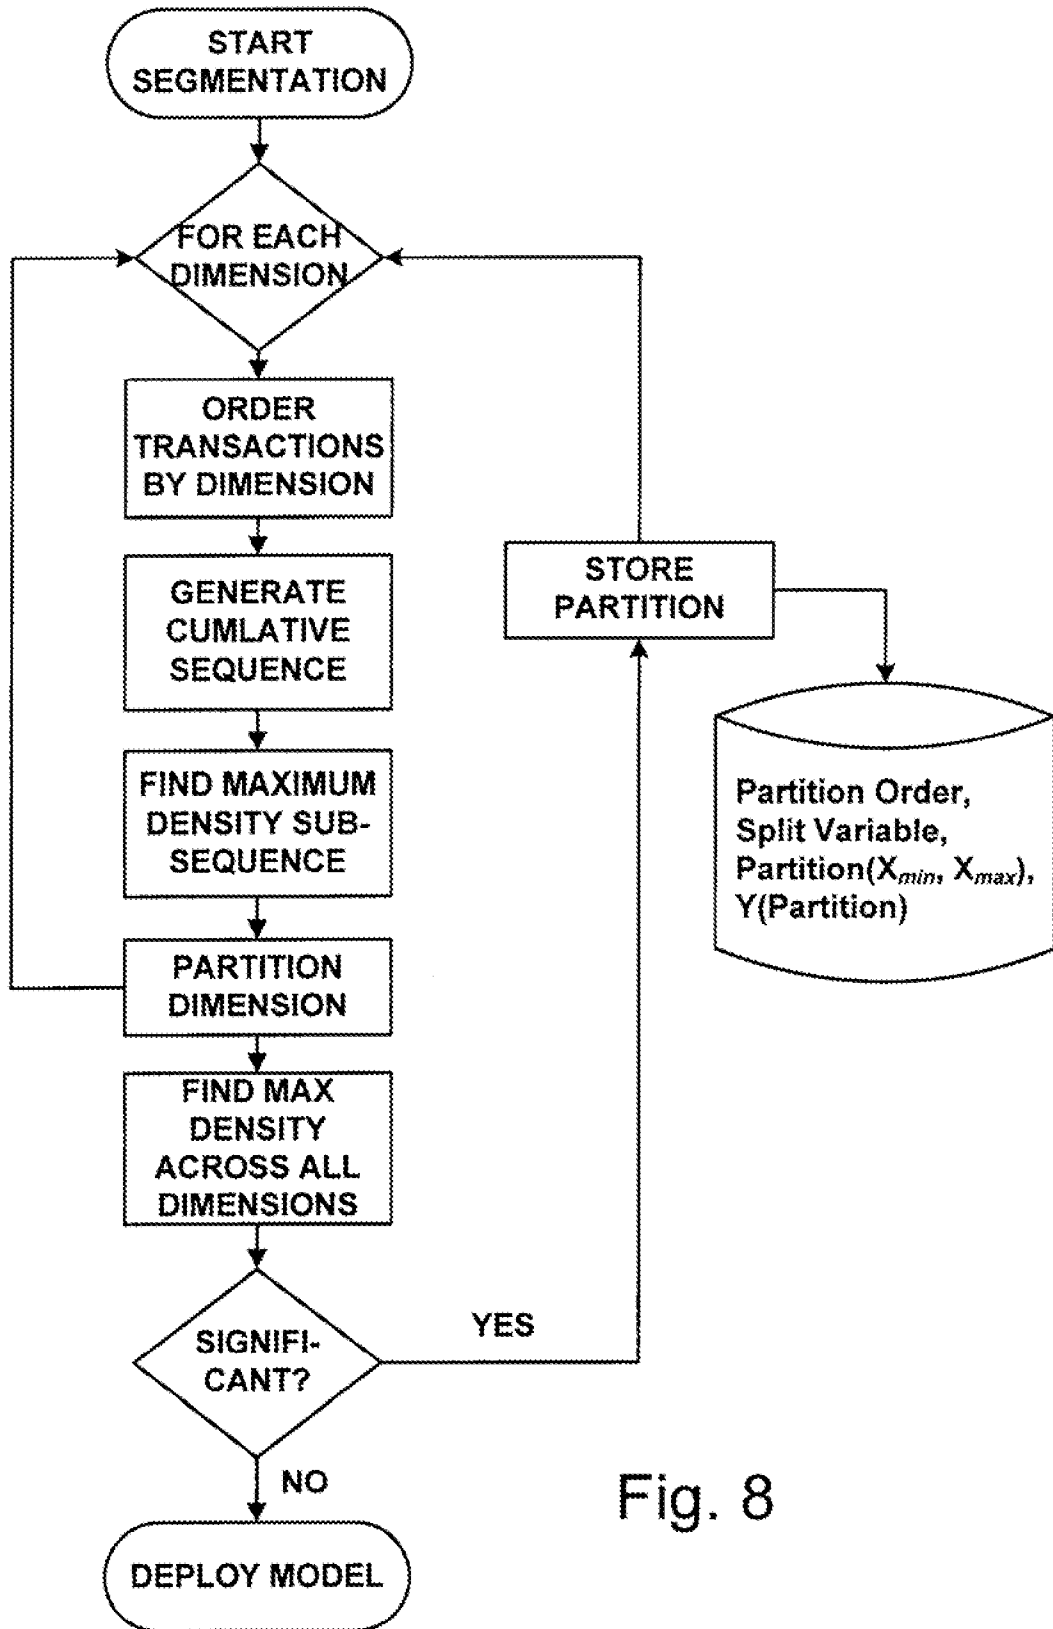 START
SEGMENTATION
FOR EACH
DIMENSION
ORDER
TRANSACTIONS
BY DIMENSION
GENERATE
CUMLATIVE
SEQUENCE
FIND MAXIMUM
DENSITY SUB-
SEQUENCE
PARTITION
DIMENSION
FIND MAX
DENSITY
ACROSS ALL
DIMENSIONS
SIGNIFI-
CANT?
YES
NO
DEPLOY MODEL
STORE
PARTITION
Partition Order,
Split Variable,
Partition(Xmin, Xmax),
Y(Partition)
Fig. 8